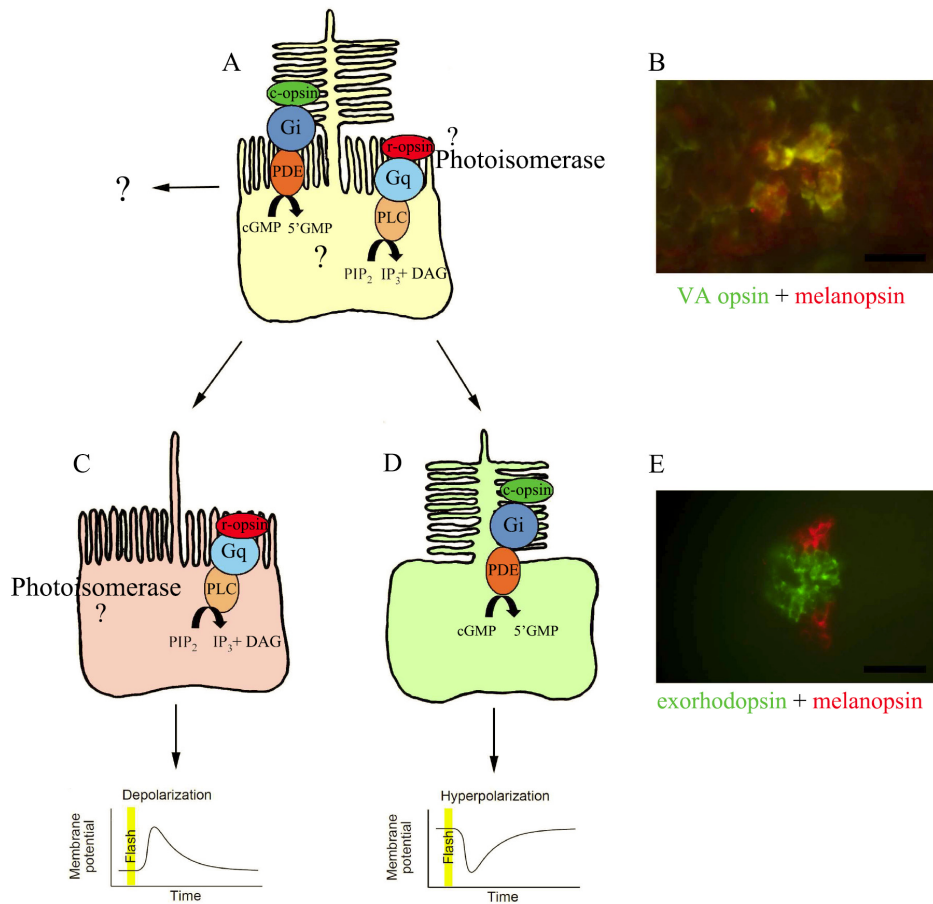 A
c-opsin
Gi
PDE
cGMP 5'GMP
?
?
r-opsin
?
Photoisomerase
Gq
PLC
PIP₂ IP₃+ DAG
B
VA opsin + melanopsin
C
r-opsin
Gq
Photoisomerase
?
PLC
PIP₂ IP₃+ DAG
D
c-opsin
Gi
PDE
cGMP 5'GMP
E
exorhodopsin + melanopsin
Depolarization
Membrane
potential
Flash
Time
Hyperpolarization
Membrane
potential
Flash
Time